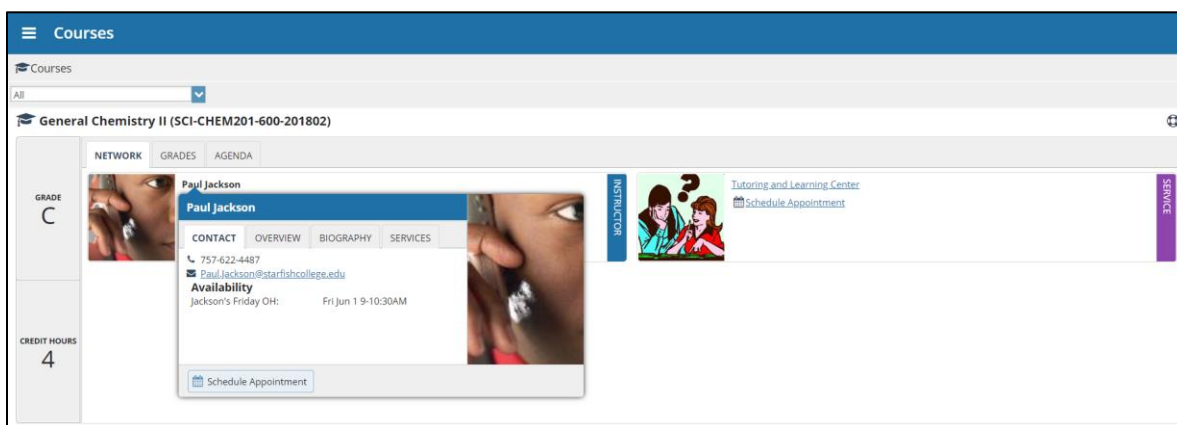 Courses
Courses
All
General Chemistry II (SCI-CHEM201-600-201802)
NETWORK GRADES AGENDA
GRADE
C
CREDIT HOURS
4
Paul Jackson
INSTRUCTOR
Paul Jackson
CONTACT OVERVIEW BIOGRAPHY SERVICES
757-622-4487
Paul.Jackson@starfishcollege.edu
Availability
Jackson's Friday OH: Fri Jun 1 9-10:30AM
Schedule Appointment
Tutoring and Learning Center
Schedule Appointment
SERVICE